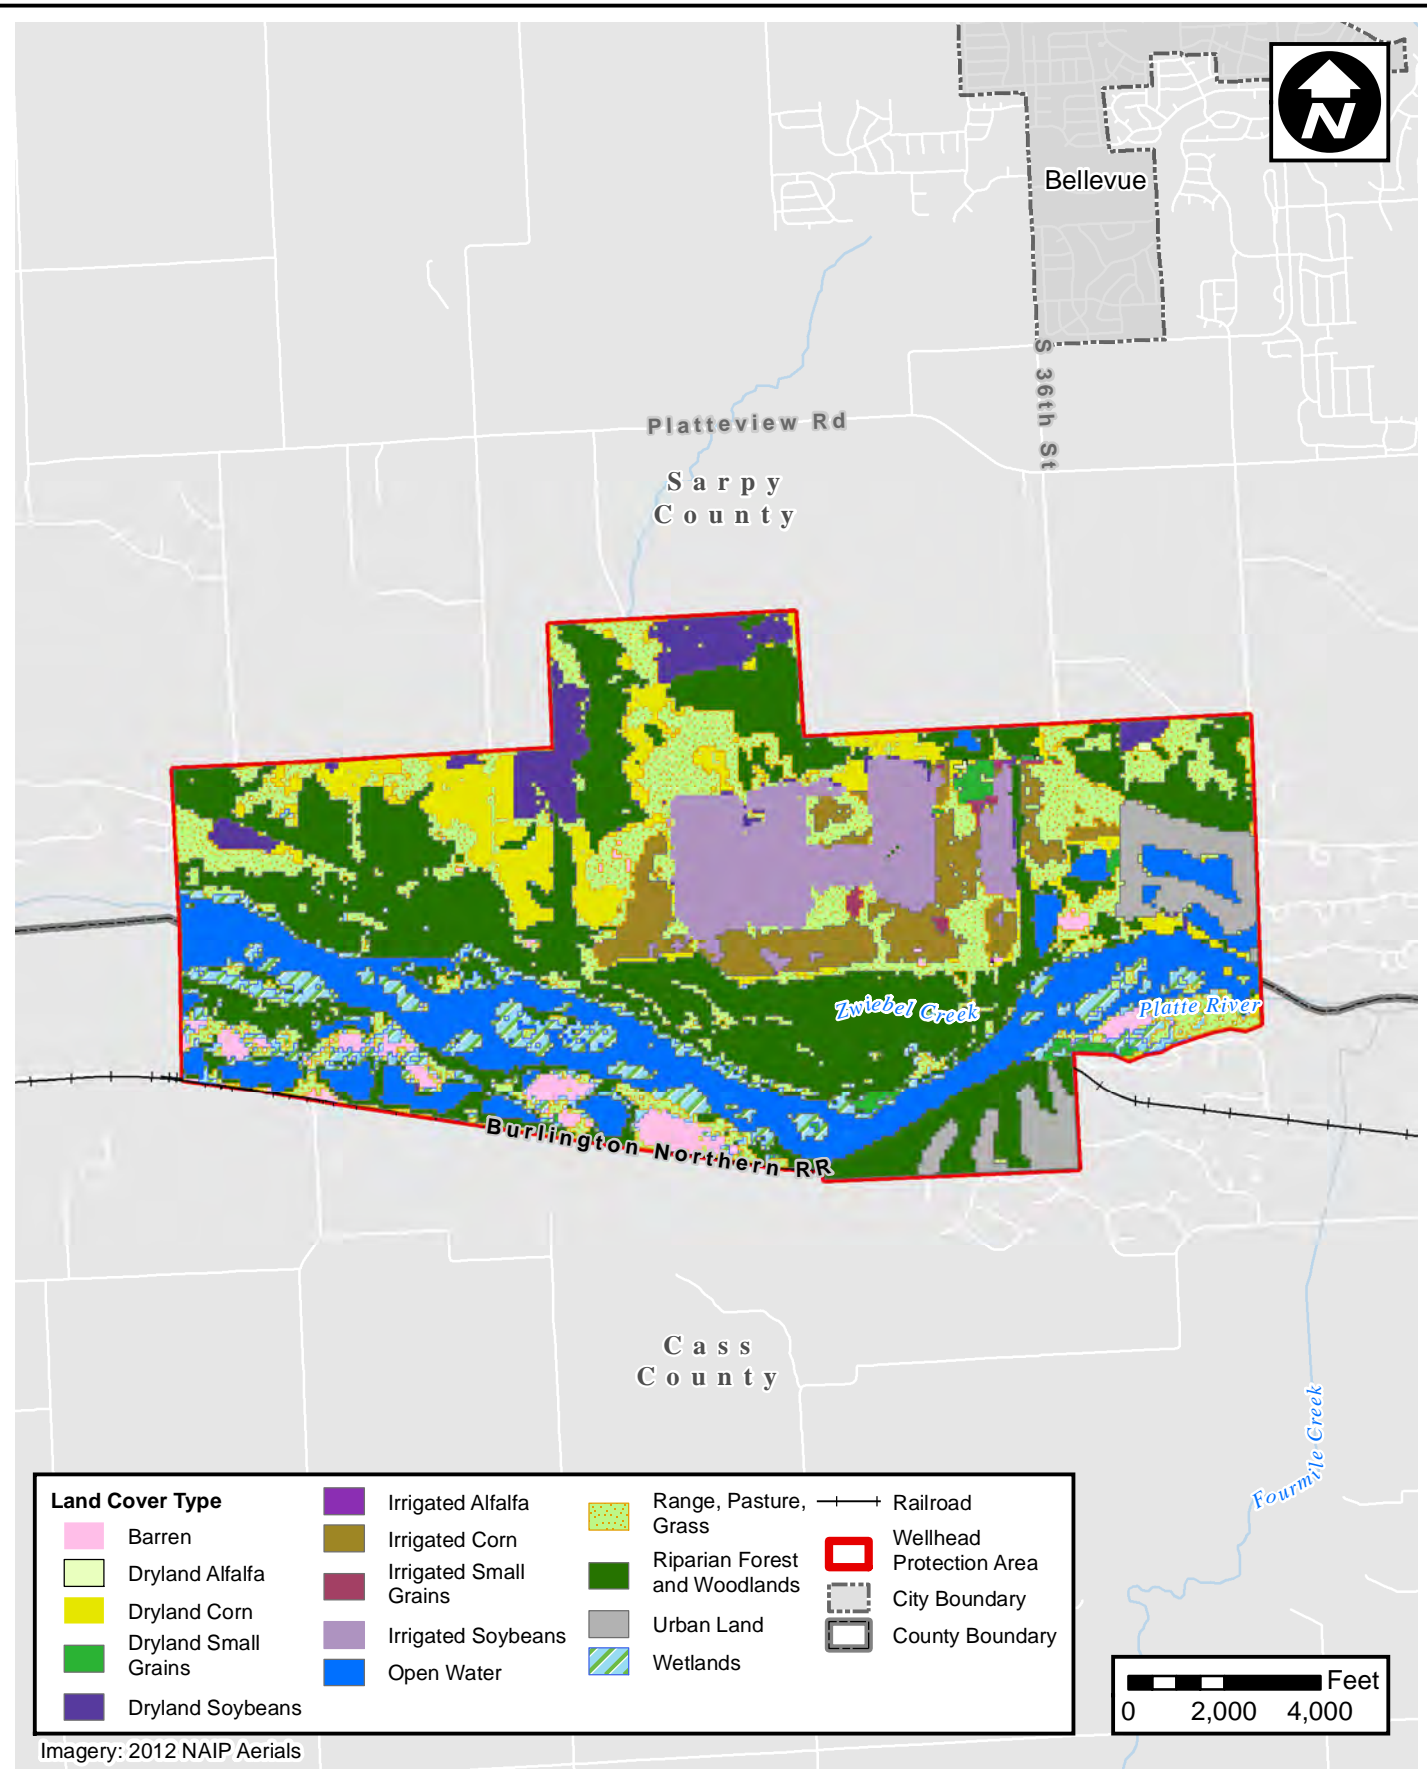 N
Bellevue
S 36th St
Platteview Rd
Sarpy
County
Zwiebel Creek
Platte River
Burlington Northern RR
Cass
County
Fourmile Creek
Land Cover Type
Barren
Dryland Alfalfa
Dryland Corn
Dryland Small
Grains
Dryland Soybeans
Irrigated Alfalfa
Irrigated Corn
Irrigated Small
Grains
Irrigated Soybeans
Open Water
Range, Pasture,
Grass
Riparian Forest
and Woodlands
Urban Land
Wetlands
Railroad
Wellhead
Protection Area
City Boundary
County Boundary
Feet
0 2,000 4,000
Imagery: 2012 NAIP Aerials